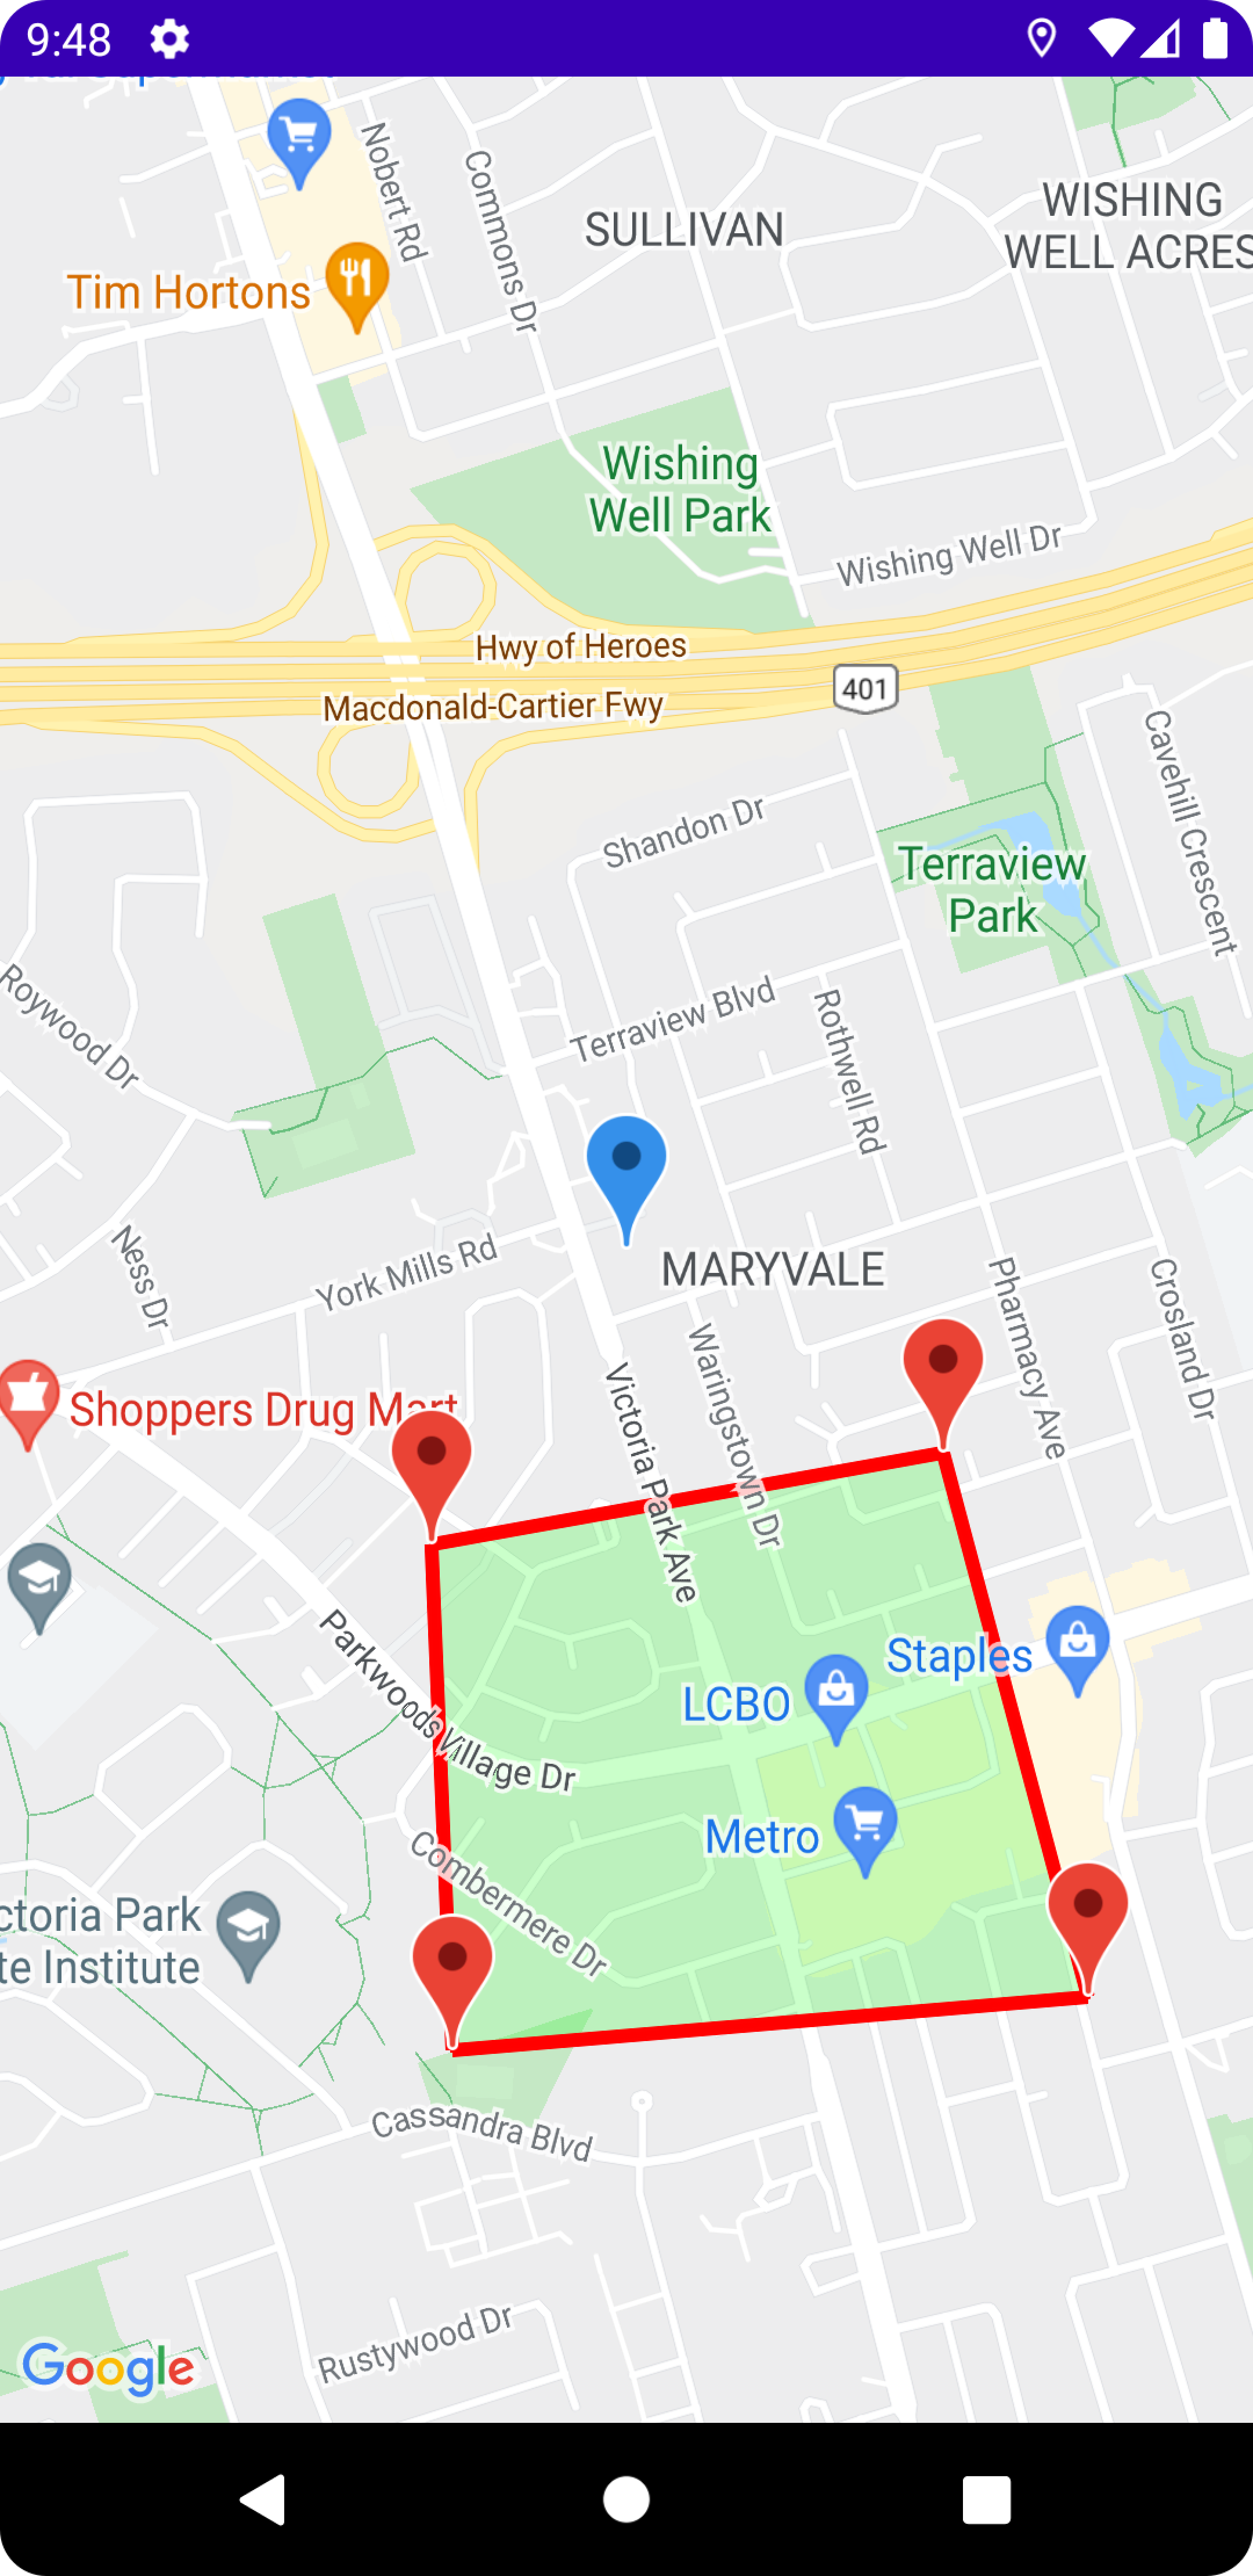 9:48
Nobert Rd
Commons Dr
SULLIVAN
WISHING
WELL ACRES
Tim Hortons
Wishing
Well Park
Wishing Well Dr
Hwy of Heroes
401
Macdonald-Cartier Fwy
Cavehill Crescent
Shandon Dr
Terraview
Park
Roywood Dr
Terraview Blvd
Rothwell Rd
Ness Dr
York Mills Rd
MARYVALE
Pharmacy Ave
Crosland Dr
Waringstown Dr
Victoria Park Ave
Shoppers Drug Mart
Parkwoods Village Dr
Staples
LCBO
Metro
Combermere Dr
ctoria Park
te Institute
Cassandra Blvd
Rustywood Dr
Google